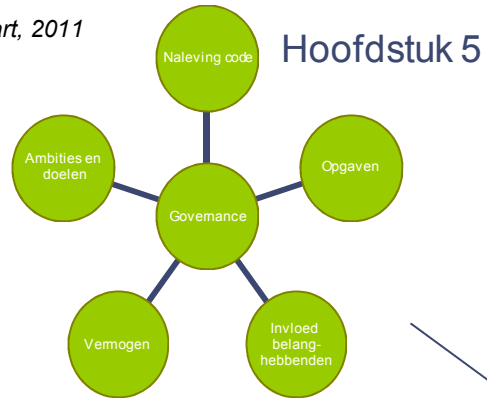 art, 2011
Hoofdstuk 5
Naleving code
Ambities en
doelen
Opgaven
Governance
Vermogen
Invloed
belang-
hebbenden